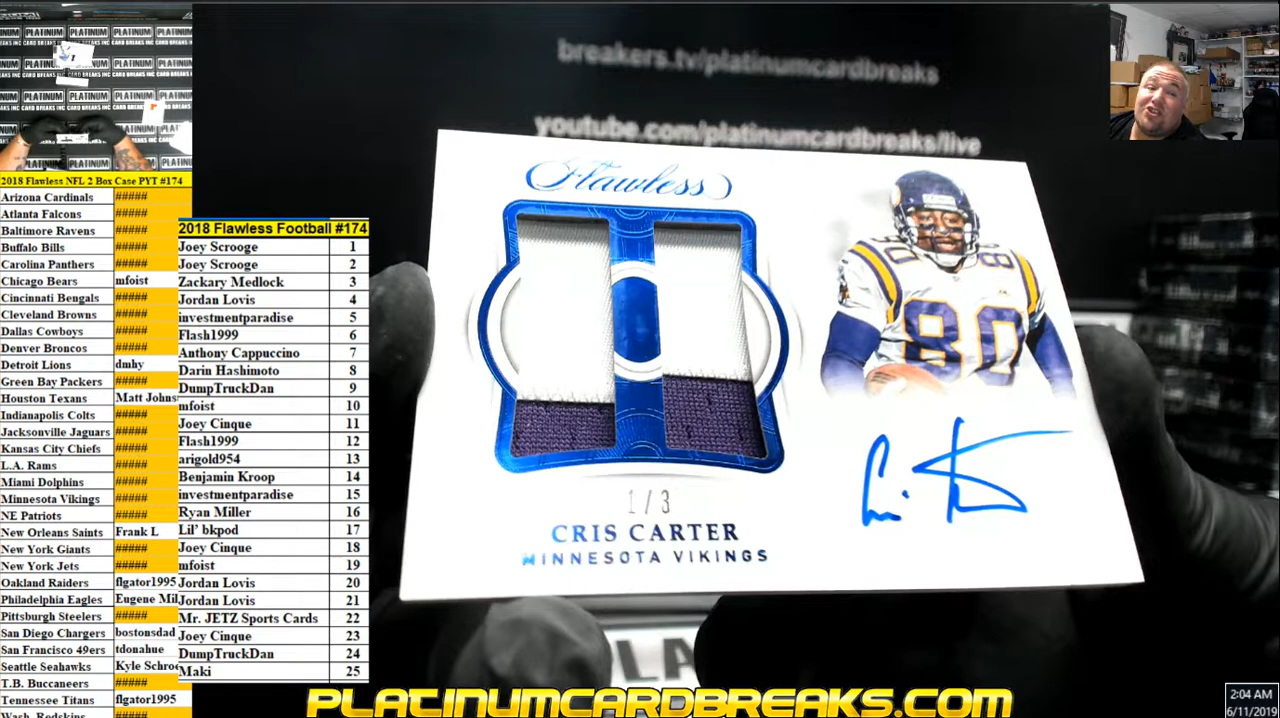 breakers.tv/platinumcardbreaks
youtube.com/platinumcardbreaks/live
Flawless
1/3
CRIS CARTER
MINNESOTA VIKINGS
80
2018 Flawless NFL 2 Box Case PYT #174
Arizona Cardinals #####
Atlanta Falcons #####
Baltimore Ravens #####
Buffalo Bills #####
Carolina Panthers #####
Chicago Bears mfoist
Cincinnati Bengals #####
Cleveland Browns #####
Dallas Cowboys #####
Denver Broncos #####
Detroit Lions dmhy
Green Bay Packers #####
Houston Texans Matt Johns
Indianapolis Colts #####
Jacksonville Jaguars #####
Kansas City Chiefs #####
L.A. Rams #####
Miami Dolphins #####
Minnesota Vikings #####
NE Patriots #####
New Orleans Saints Frank L
New York Giants #####
New York Jets #####
Oakland Raiders flgator1995
Philadelphia Eagles Eugene Mil
Pittsburgh Steelers #####
San Diego Chargers bostonsdad
San Francisco 49ers tdonahue
Seattle Seahawks Kyle Schroe
T.B. Buccaneers #####
Tennessee Titans flgator1995
Wash. Redskins #####
2018 Flawless Football #174
Joey Scrooge 1
Joey Scrooge 2
Zackary Medlock 3
Jordan Lovis 4
investmentparadise 5
Flash1999 6
Anthony Cappuccino 7
Darin Hashimoto 8
DumpTruckDan 9
mfoist 10
Joey Cinque 11
Flash1999 12
arigold954 13
Benjamin Kroop 14
investmentparadise 15
Ryan Miller 16
Lil' bkpod 17
Joey Cinque 18
mfoist 19
Jordan Lovis 20
Jordan Lovis 21
Mr. JETZ Sports Cards 22
Joey Cinque 23
DumpTruckDan 24
Maki 25
PLATINUMCARDBREAKS.COM
2:04 AM
6/11/2019